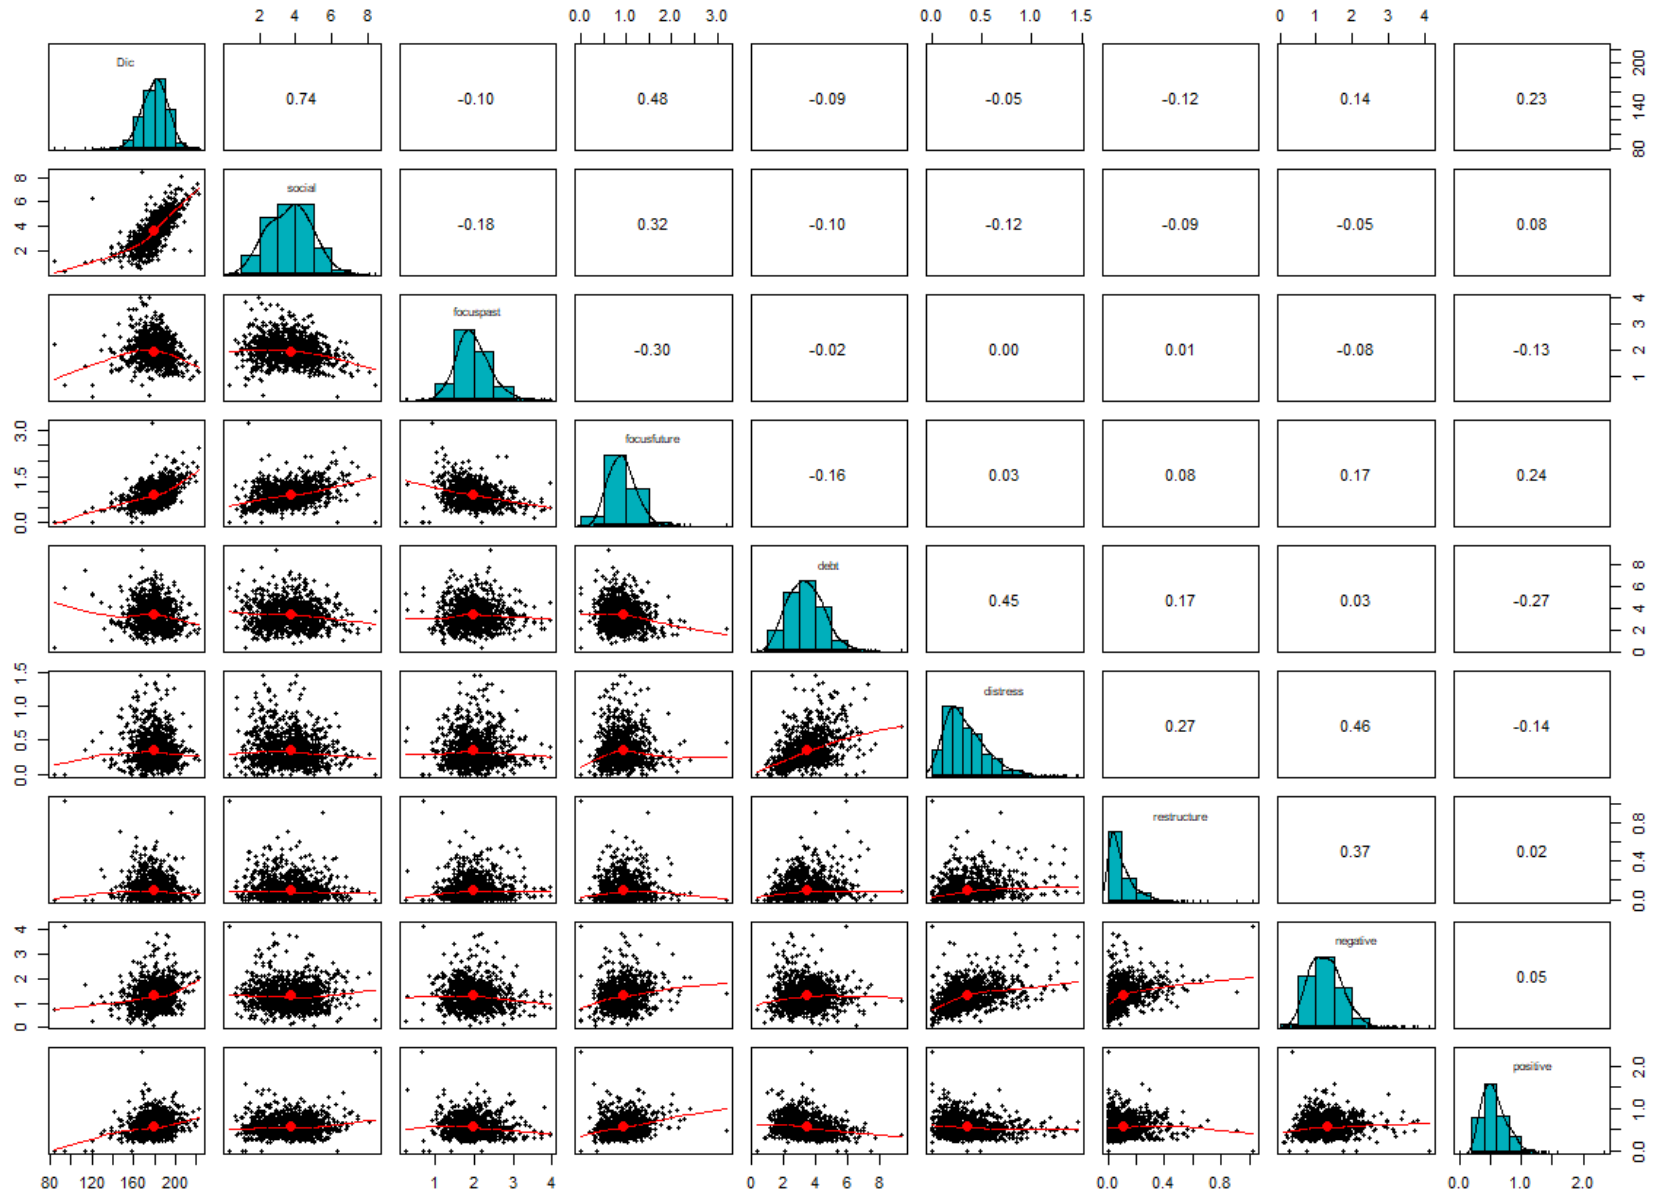 2 4 6 8 0.0 1.0 2.0 3.0 0.0 0.5 1.0 1.5 0 1 2 3 4
Dic 0.74 -0.10 0.48 -0.09 -0.05 -0.12 0.14 0.23 80 140 200
2 4 6 8 social -0.18 0.32 -0.10 -0.12 -0.09 -0.05 0.08
focuspast -0.30 -0.02 0.00 0.01 -0.08 -0.13 1 2 3 4
0.0 1.5 3.0 focusfuture -0.16 0.03 0.08 0.17 0.24
debt 0.45 0.17 0.03 -0.27 0 2 4 6 8
0.0 0.5 1.0 1.5 distress 0.27 0.46 -0.14
restructure 0.37 0.02 0.0 0.4 0.8
0 1 2 3 4 negative 0.05
positive 0.0 1.0 2.0
80 120 160 200 1 2 3 4 0 2 4 6 8 0.0 0.4 0.8 0.0 1.0 2.0